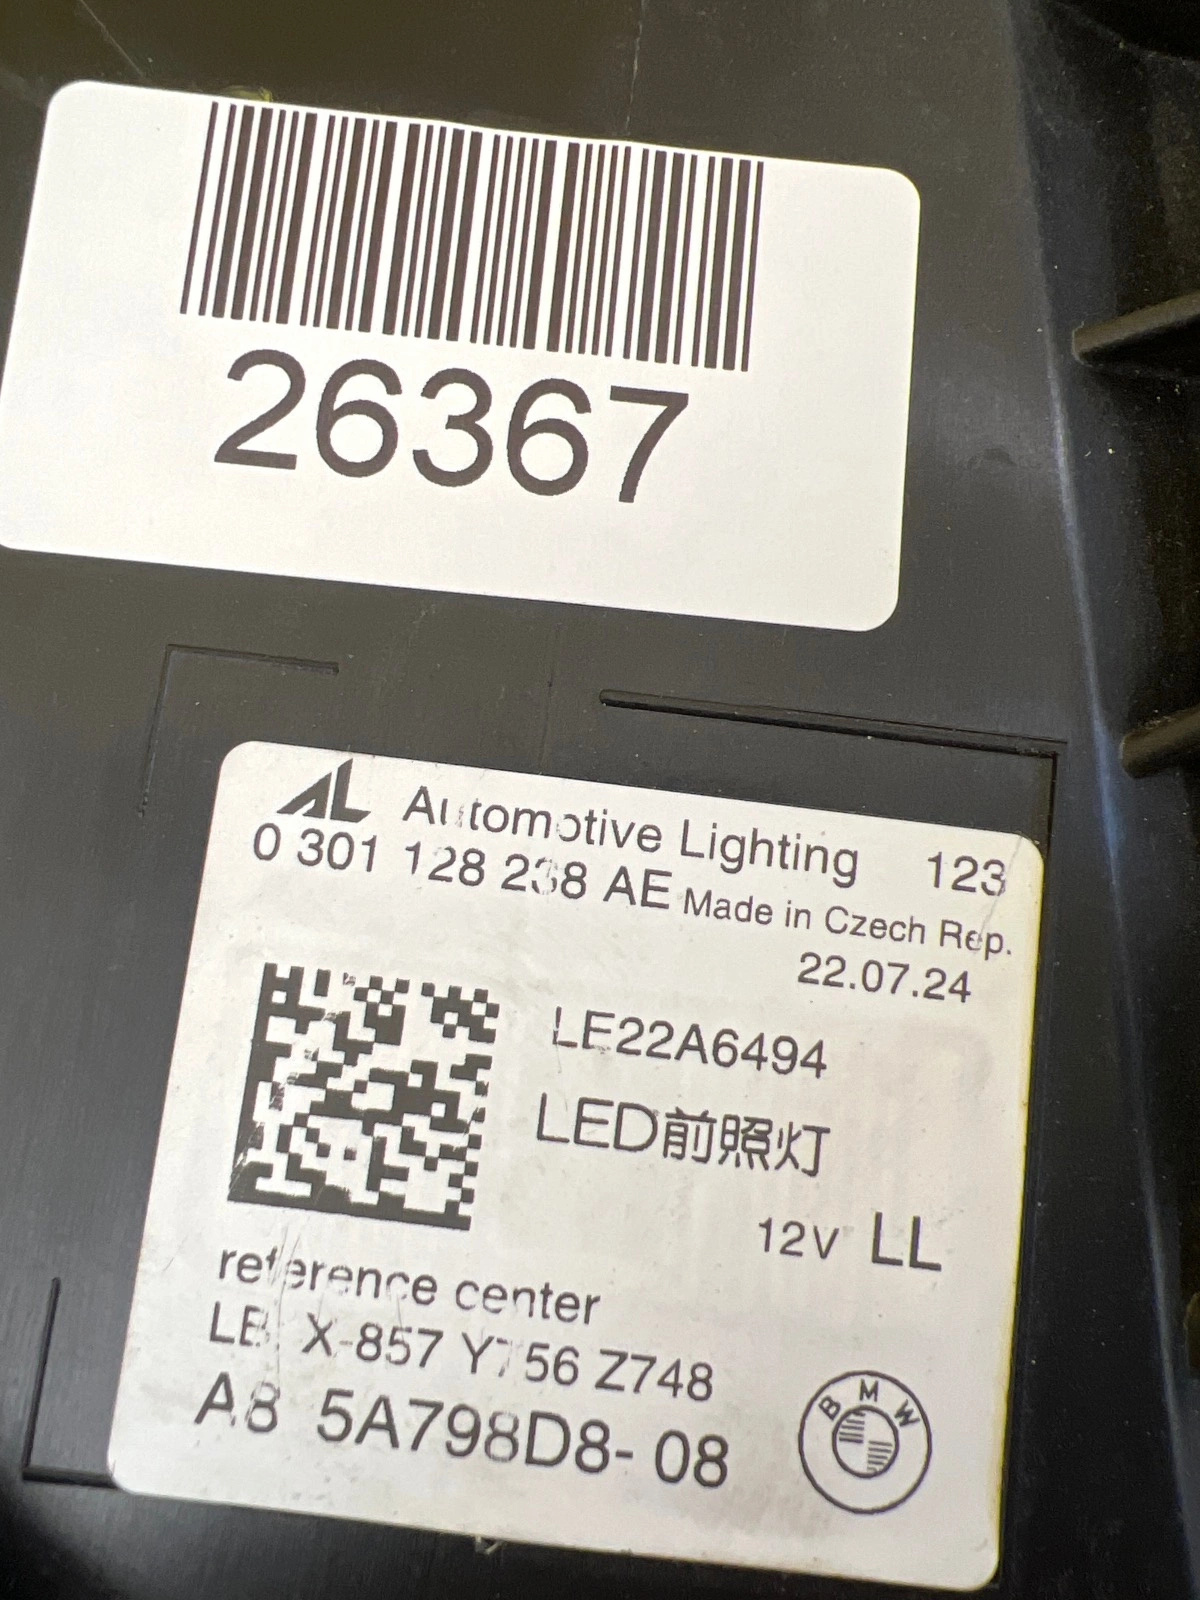 26367
AL Automotive Lighting 123
0 301 128 238 AE Made in Czech Rep.
22.07.24
LE22A6494
LED前照灯
12V LL
reference center
X-857 Y756 Z748
A8 5A798D8-08
BMW